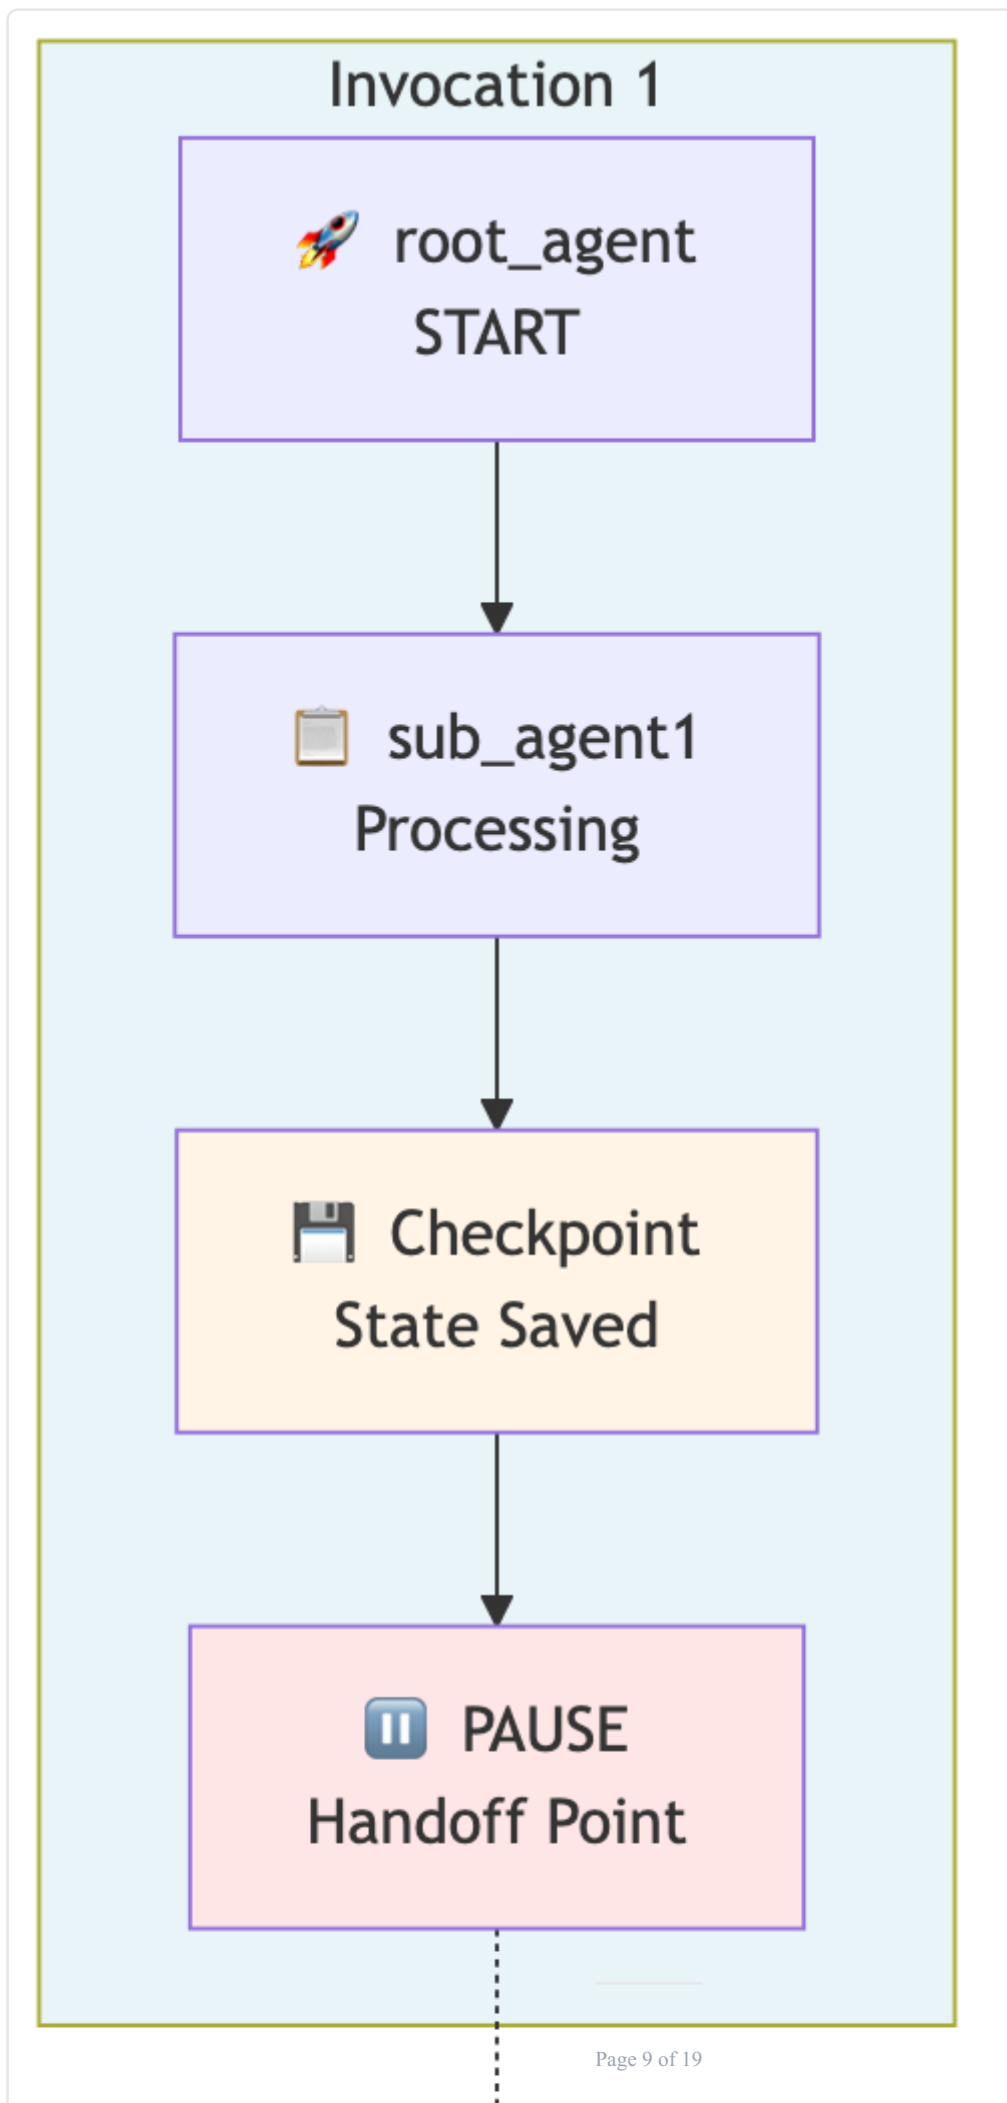 Invocation 1
🚀 root_agent
START
📋 sub_agent1
Processing
💾 Checkpoint
State Saved
⏸️ PAUSE
Handoff Point
Page 9 of 19